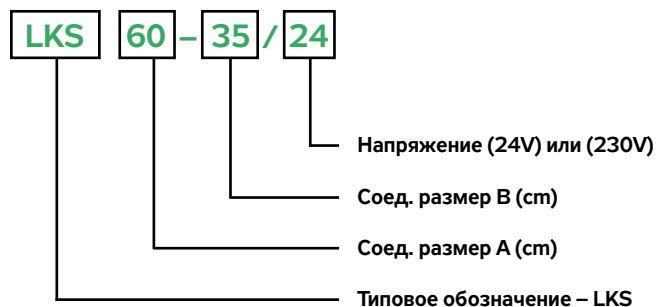 LKS 60 – 35 / 24
Напряжение (24V) или (230V)
Соед. размер B (cm)
Соед. размер A (cm)
Типовое обозначение – LKS